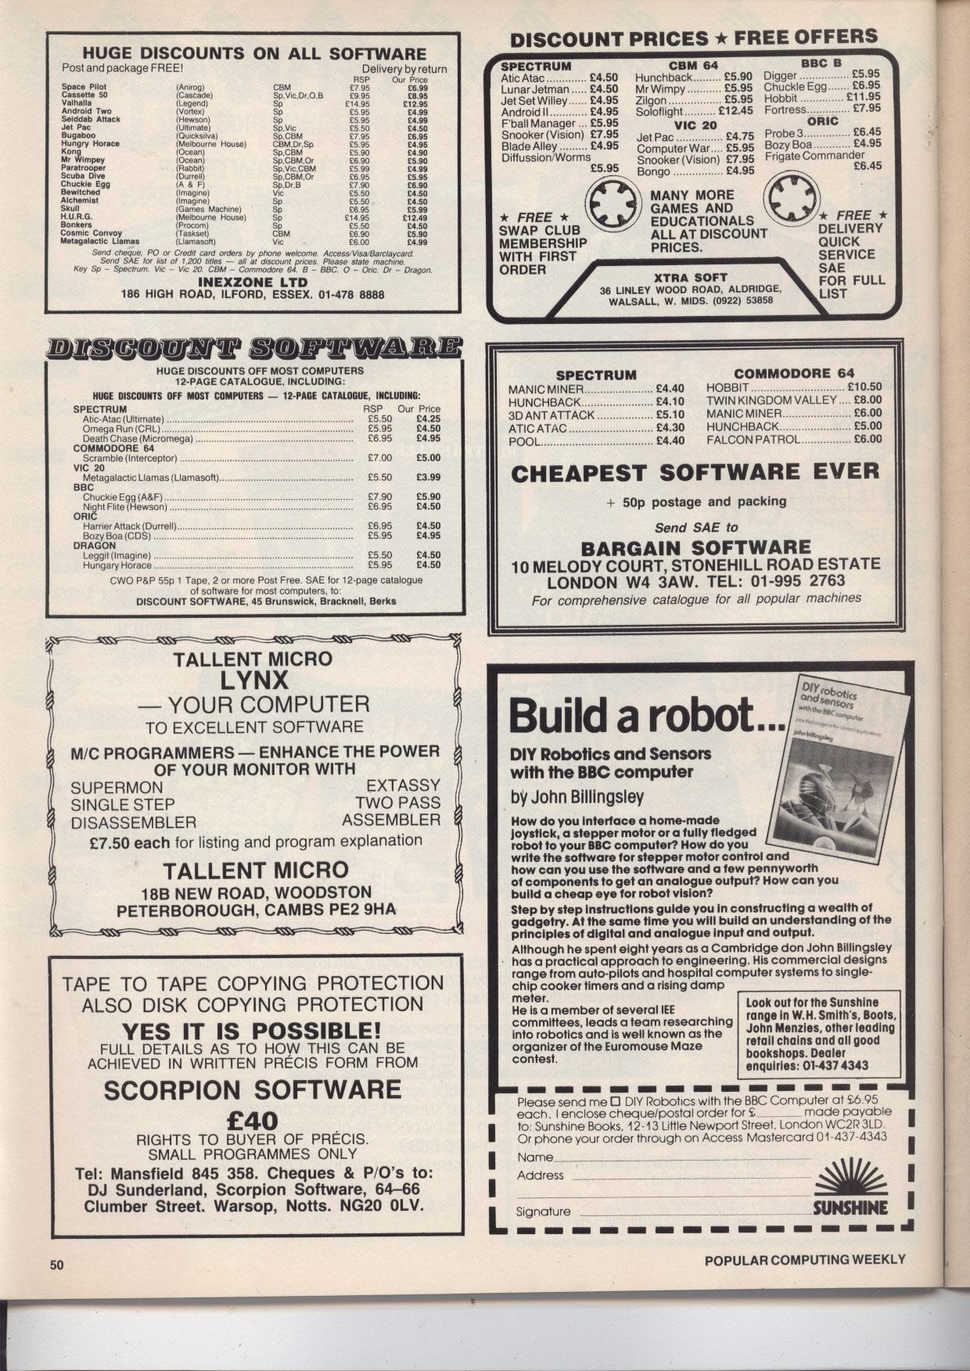 HUGE DISCOUNTS ON ALL SOFTWARE
Post and package FREE! Delivery by return
RSP Our Price
Space Pilot (Anirog) CBM £7.95 £6.99
Cassette 50 (Cascade) Sp,Vic,Dr,O,B £9.95 £8.95
Valhalla (Legend) Sp £14.95 £12.95
Android Two (Vortex) Sp £5.95 £4.99
Seiddab Attack (Hewson) Sp £5.95 £4.99
Jet Pac (Ultimate) Sp,Vic £5.50 £4.50
Bugaboo (Quicksilva) Sp,CBM £7.95 £6.95
Hungry Horace (Melbourne House) CBM,Dr,Sp £5.95 £4.95
Kong (Ocean) Sp,CBM £5.90 £4.90
Mr Wimpey (Ocean) Sp,CBM,Or £6.90 £5.90
Paratrooper (Rabbit) Sp,Vic,CBM £5.99 £4.99
Scuba Dive (Durrell) Sp,CBM,Or £6.95 £5.95
Chuckie Egg (A & F) Sp,Dr,B £7.90 £6.90
Bewitched (Imagine) Vic £5.50 £4.50
Alchemist (Imagine) Sp £5.50 £4.50
Skull (Games Machine) Sp £6.95 £5.99
H.U.R.G. (Melbourne House) Sp £14.95 £12.49
Bonkers (Procom) Sp £5.50 £4.50
Cosmic Convoy (Taskset) CBM £6.90 £5.90
Metagalactic Llamas (Llamasoft) Vic £6.00 £4.99
Send cheque, PO or Credit card orders by phone welcome. Access/Visa/Barclaycard.
Send SAE for list of 1,200 titles — all at discount prices. Please state machine.
Key Sp – Spectrum. Vic – Vic 20. CBM – Commodore 64. B – BBC. O – Oric. Dr – Dragon.
INEXZONE LTD
186 HIGH ROAD, ILFORD, ESSEX. 01-478 8888
DISCOUNT PRICES ★ FREE OFFERS
SPECTRUM
Atic Atac ............ £4.50
Lunar Jetman ..... £4.50
Jet Set Willey ...... £4.95
Android II ............ £4.95
F'ball Manager ... £5.95
Snooker (Vision) £7.95
Blade Alley ......... £4.95
Diffusion/Worms
£5.95
CBM 64
Hunchback ........ £5.90
Mr Wimpy .......... £5.95
Zilgon ................. £5.95
Soloflight .......... £12.45
VIC 20
Jet Pac .............. £4.75
Computer War .... £5.95
Snooker (Vision) £7.95
Bongo ................ £4.95
BBC B
Digger ................ £5.95
Chuckle Egg ....... £6.95
Hobbit ............. £11.95
Fortress ............. £7.95
ORIC
Probe 3 .............. £6.45
Bozy Boa ............ £4.95
Frigate Commander
£6.45
★ FREE ★
SWAP CLUB
MEMBERSHIP
WITH FIRST
ORDER
MANY MORE
GAMES AND
EDUCATIONALS
ALL AT DISCOUNT
PRICES.
★ FREE ★
DELIVERY
QUICK
SERVICE
SAE
FOR FULL
LIST
XTRA SOFT
36 LINLEY WOOD ROAD, ALDRIDGE,
WALSALL, W. MIDS. (0922) 53858
DISCOUNT SOFTWARE
HUGE DISCOUNTS OFF MOST COMPUTERS
12-PAGE CATALOGUE, INCLUDING:
HUGE DISCOUNTS OFF MOST COMPUTERS — 12-PAGE CATALOGUE, INCLUDING:
SPECTRUM RSP Our Price
Atic-Atac (Ultimate) ........ £5.50 £4.25
Omega Run (CRL) ........ £5.95 £4.50
Death Chase (Micromega) ........ £6.95 £4.95
COMMODORE 64
Scramble (Interceptor) ........ £7.00 £5.00
VIC 20
Metagalactic Llamas (Llamasoft) ........ £5.50 £3.99
BBC
Chuckie Egg (A&F) ........ £7.90 £5.90
Night Flite (Hewson) ........ £6.95 £4.50
ORIC
Harrier Attack (Durrell) ........ £6.95 £4.50
Bozy Boa (CDS) ........ £5.95 £4.95
DRAGON
Leggit (Imagine) ........ £5.50 £4.50
Hungary Horace ........ £5.95 £4.50
CWO P&P 55p 1 Tape, 2 or more Post Free. SAE for 12-page catalogue
of software for most computers, to:
DISCOUNT SOFTWARE, 45 Brunswick, Bracknell, Berks
SPECTRUM
MANIC MINER ........ £4.40
HUNCHBACK ........ £4.10
3D ANT ATTACK ........ £5.10
ATIC ATAC ........ £4.30
POOL ........ £4.40
COMMODORE 64
HOBBIT ........ £10.50
TWIN KINGDOM VALLEY .... £8.00
MANIC MINER ........ £6.00
HUNCHBACK ........ £5.00
FALCON PATROL ........ £6.00
CHEAPEST SOFTWARE EVER
+ 50p postage and packing
Send SAE to
BARGAIN SOFTWARE
10 MELODY COURT, STONEHILL ROAD ESTATE
LONDON W4 3AW. TEL: 01-995 2763
For comprehensive catalogue for all popular machines
TALLENT MICRO
LYNX
— YOUR COMPUTER
TO EXCELLENT SOFTWARE
M/C PROGRAMMERS — ENHANCE THE POWER
OF YOUR MONITOR WITH
SUPERMON EXTASSY
SINGLE STEP TWO PASS
DISASSEMBLER ASSEMBLER
£7.50 each for listing and program explanation
TALLENT MICRO
18B NEW ROAD, WOODSTON
PETERBOROUGH, CAMBS PE2 9HA
TAPE TO TAPE COPYING PROTECTION
ALSO DISK COPYING PROTECTION
YES IT IS POSSIBLE!
FULL DETAILS AS TO HOW THIS CAN BE
ACHIEVED IN WRITTEN PRÉCIS FORM FROM
SCORPION SOFTWARE
£40
RIGHTS TO BUYER OF PRÉCIS.
SMALL PROGRAMMES ONLY
Tel: Mansfield 845 358. Cheques & P/O's to:
DJ Sunderland, Scorpion Software, 64–66
Clumber Street. Warsop, Notts. NG20 0LV.
Build a robot...
DIY robotics
and sensors
with the BBC computer
john billingsley
DIY Robotics and Sensors
with the BBC computer
by John Billingsley
How do you interface a home-made
joystick, a stepper motor or a fully fledged
robot to your BBC computer? How do you
write the software for stepper motor control and
how can you use the software and a few pennyworth
of components to get an analogue output? How can you
build a cheap eye for robot vision?
Step by step instructions guide you in constructing a wealth of
gadgetry. At the same time you will build an understanding of the
principles of digital and analogue input and output.
Although he spent eight years as a Cambridge don John Billingsley
has a practical approach to engineering. His commercial designs
range from auto-pilots and hospital computer systems to single-
chip cooker timers and a rising damp
meter.
He is a member of several IEE
committees, leads a team researching
into robotics and is well known as the
organizer of the Euromouse Maze
contest.
Look out for the Sunshine
range in W.H. Smith's, Boots,
John Menzies, other leading
retail chains and all good
bookshops. Dealer
enquiries: 01-437 4343
Please send me ☐ DIY Robotics with the BBC Computer at £6.95
each. I enclose cheque/postal order for £______ made payable
to: Sunshine Books, 12-13 Little Newport Street, London WC2R 3LD.
Or phone your order through on Access Mastercard 01-437-4343
Name
Address
Signature
SUNSHINE
50
POPULAR COMPUTING WEEKLY